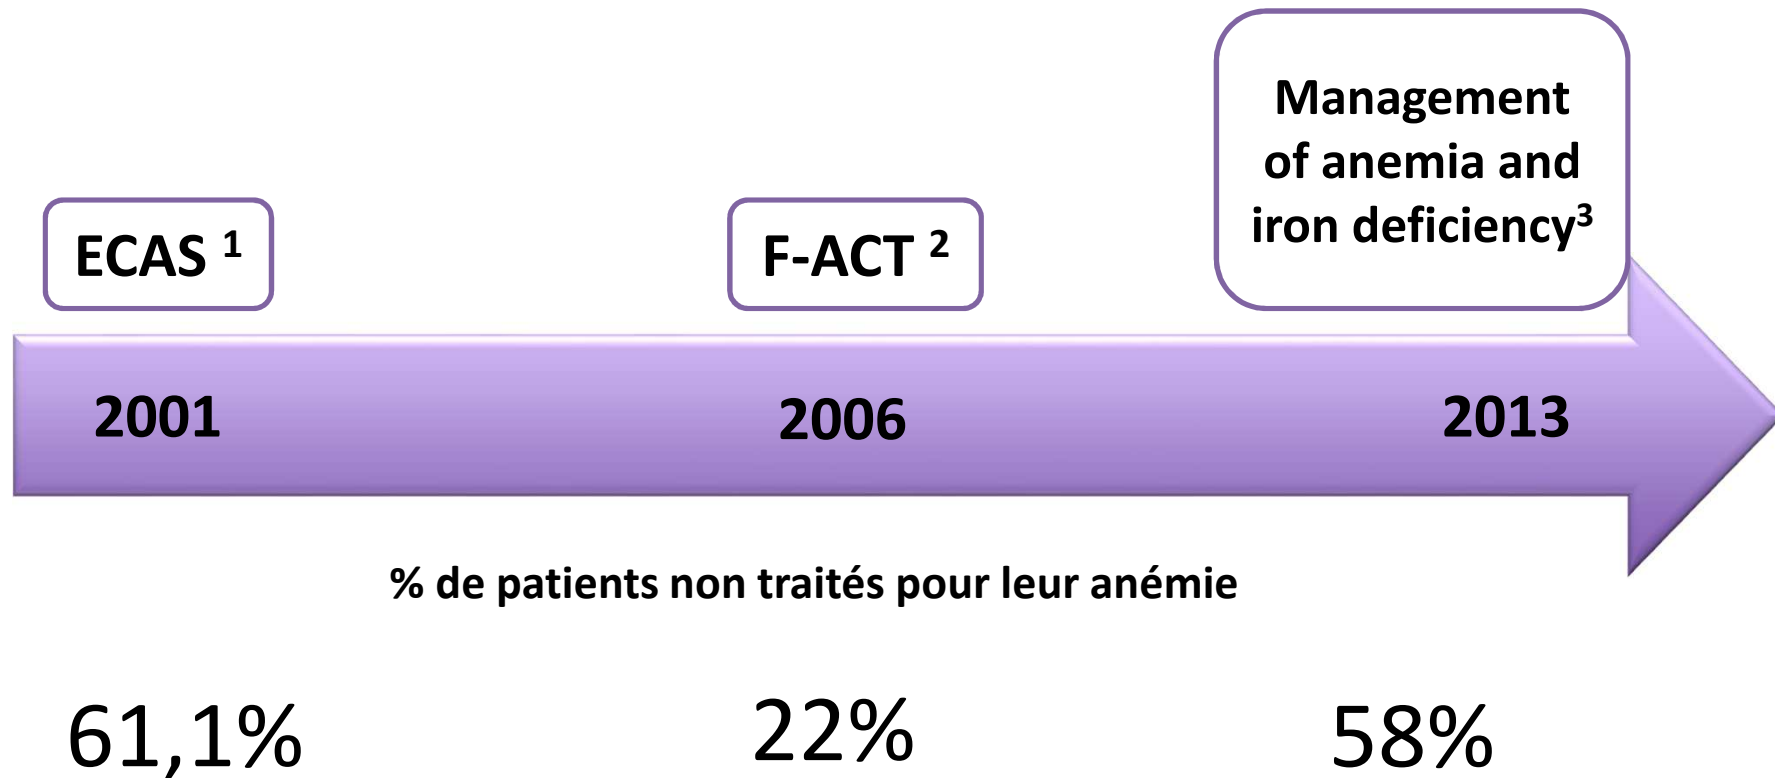 Management
of anemia and
iron deficiency³
ECAS ¹
F-ACT ²
2001
2006
2013
% de patients non traités pour leur anémie
61,1%
22%
58%